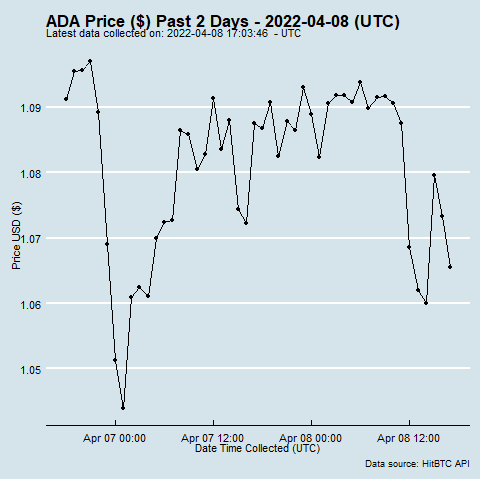 ADA Price ($) Past 2 Days - 2022-04-08 (UTC)
Latest data collected on: 2022-04-08 17:03:46 - UTC
1.09
1.08
1.07
1.06
1.05
Price USD ($)
Apr 07 00:00 Apr 07 12:00 Apr 08 00:00 Apr 08 12:00
Date Time Collected (UTC)
Data source: HitBTC API